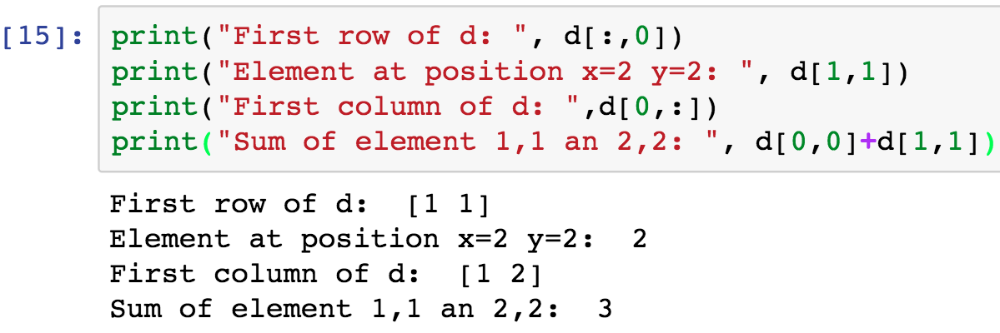 [15]: print("First row of d: ", d[:,0])
print("Element at position x=2 y=2: ", d[1,1])
print("First column of d: ",d[0,:])
print("Sum of element 1,1 an 2,2: ", d[0,0]+d[1,1])
First row of d:  [1 1]
Element at position x=2 y=2:  2
First column of d:  [1 2]
Sum of element 1,1 an 2,2:  3